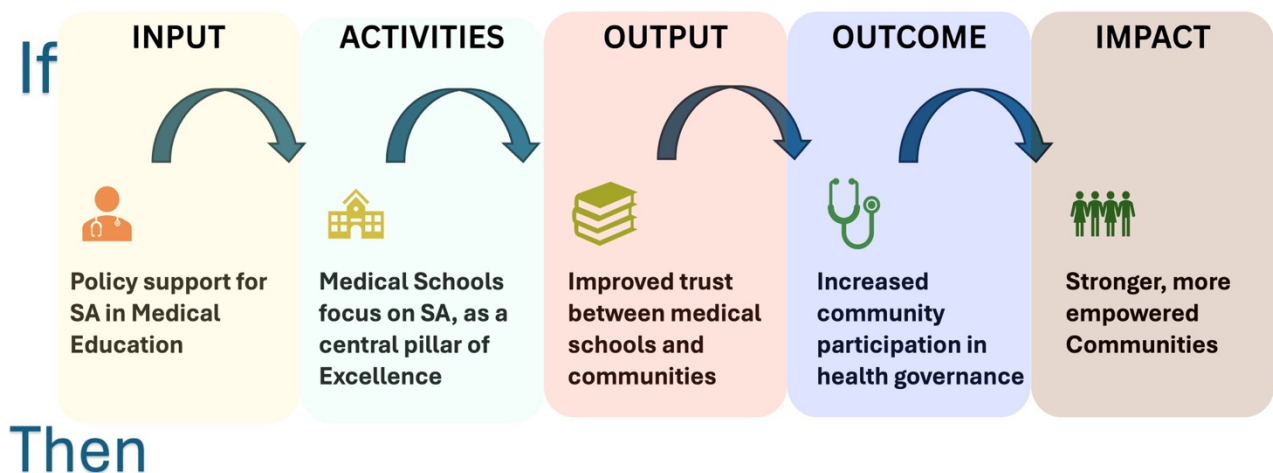 If
INPUT
Policy support for
SA in Medical
Education
ACTIVITIES
Medical Schools
focus on SA, as a
central pillar of
Excellence
OUTPUT
Improved trust
between medical
schools and
communities
OUTCOME
Increased
community
participation in
health governance
IMPACT
Stronger, more
empowered
Communities
Then